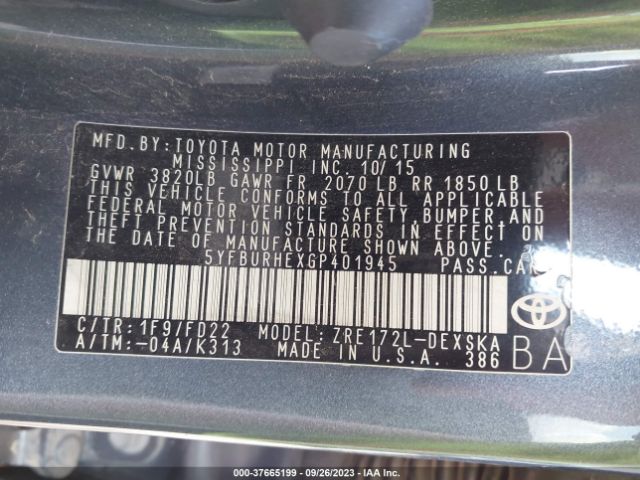 MFD. BY: TOYOTA MOTOR MANUFACTURING
MISSISSIPPI INC. 10/15
GVWR 3820LB GAWR FR 2070 LB RR 1850 LB
THIS VEHICLE CONFORMS TO ALL APPLICABLE
FEDERAL MOTOR VEHICLE SAFETY, BUMPER, AND
THEFT PREVENTION STANDARDS IN EFFECT ON
THE DATE OF MANUFACTURE SHOWN ABOVE.
5YFBURHEXGP401945 PASS.CAR
C/TR: 1F9/FD22 MODEL: ZRE172L-DEXSKA
A/TM:-04A/K313 MADE IN U.S.A. 386
BA
000-37665199 | 09/26/2023 | IAA Inc.